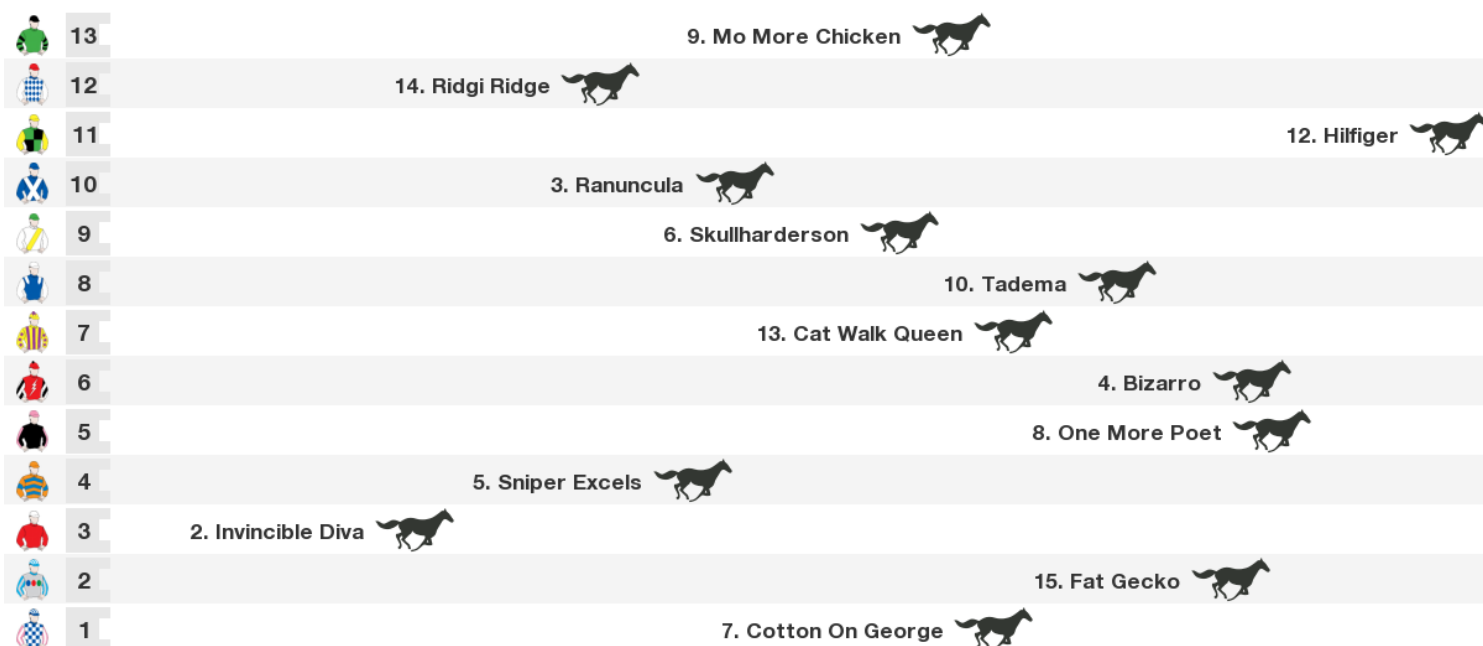 13 9. Mo More Chicken
12 14. Ridgi Ridge
11 12. Hilfiger
10 3. Ranuncula
9 6. Skullharderson
8 10. Tadema
7 13. Cat Walk Queen
6 4. Bizarro
5 8. One More Poet
4 5. Sniper Excels
3 2. Invincible Diva
2 15. Fat Gecko
1 7. Cotton On George